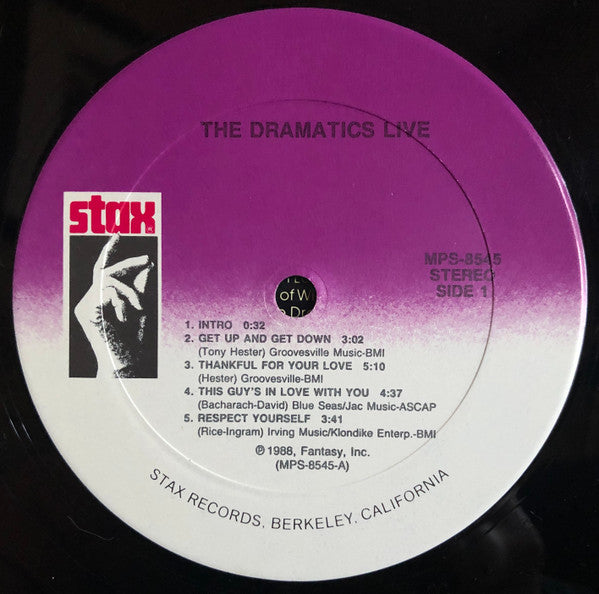 THE DRAMATICS LIVE
stax
MPS-8545
STEREO
SIDE 1
of W
Dr
1. INTRO 0:32
2. GET UP AND GET DOWN 3:02
(Tony Hester) Groovesville Music-BMI
3. THANKFUL FOR YOUR LOVE 5:10
(Hester) Groovesville-BMI
4. THIS GUY'S IN LOVE WITH YOU 4:37
(Bacharach-David) Blue Seas/Jac Music-ASCAP
5. RESPECT YOURSELF 3:41
(Rice-Ingram) Irving Music/Klondike Enterp.-BMI
℗ 1988, Fantasy, Inc.
(MPS-8545-A)
STAX RECORDS, BERKELEY, CALIFORNIA